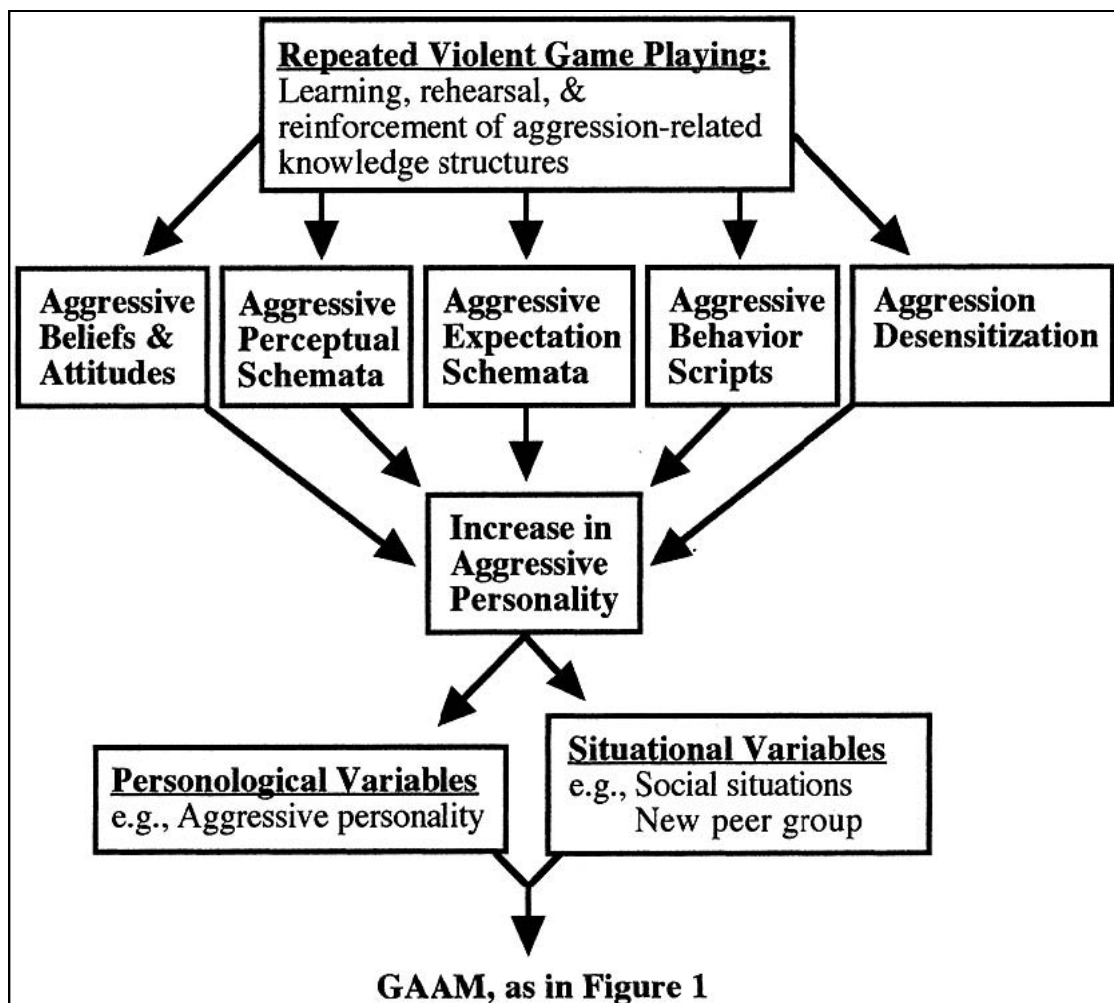 Repeated Violent Game Playing:
Learning, rehearsal, &
reinforcement of aggression-related
knowledge structures
Aggressive
Beliefs &
Attitudes
Aggressive
Perceptual
Schemata
Aggressive
Expectation
Schemata
Aggressive
Behavior
Scripts
Aggression
Desensitization
Increase in
Aggressive
Personality
Personological Variables
e.g., Aggressive personality
Situational Variables
e.g., Social situations
New peer group
GAAM, as in Figure 1